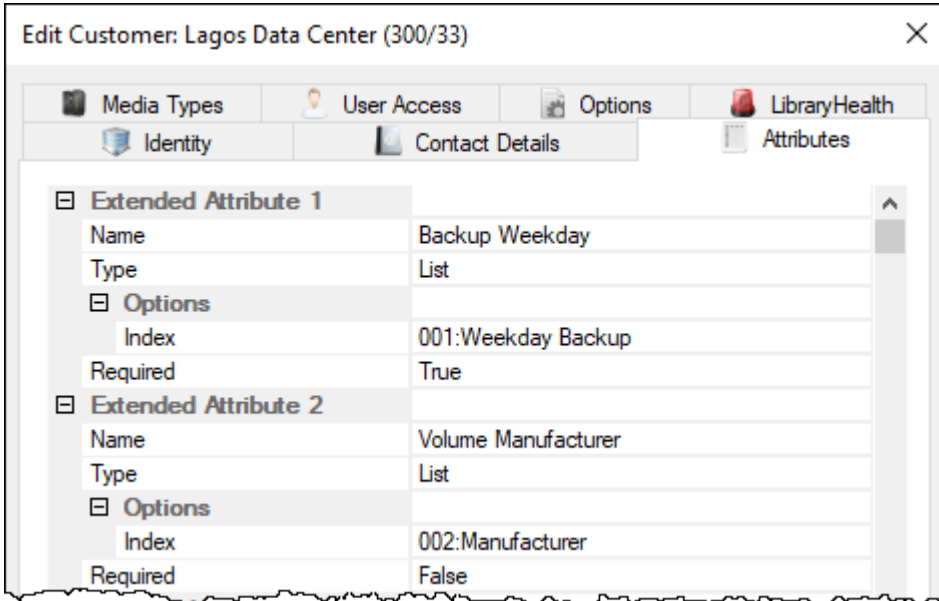 Edit Customer: Lagos Data Center (300/33)
Media Types User Access Options LibraryHealth
Identity Contact Details Attributes
Extended Attribute 1
Name Backup Weekday
Type List
Options
Index 001:Weekday Backup
Required True
Extended Attribute 2
Name Volume Manufacturer
Type List
Options
Index 002:Manufacturer
Required False